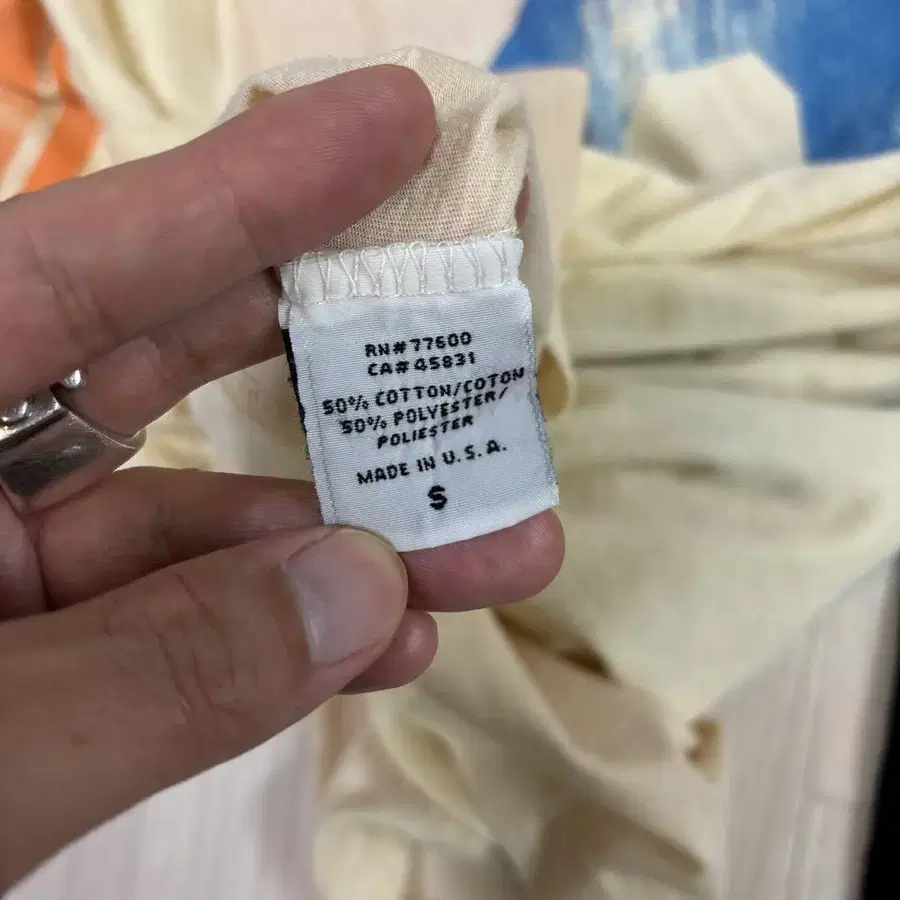 RN# 77600
CA# 45831
50% COTTON/COTON
50% POLYESTER/
POLIESTER
MADE IN U.S.A.
S